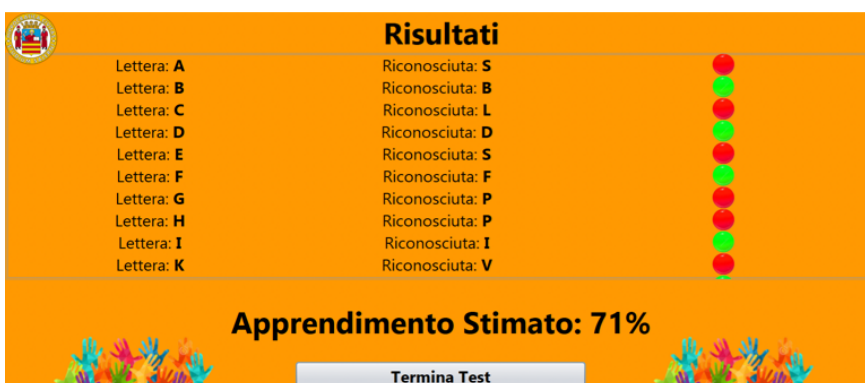 Risultati
Lettera: A Riconosciuta: S
Lettera: B Riconosciuta: B
Lettera: C Riconosciuta: L
Lettera: D Riconosciuta: D
Lettera: E Riconosciuta: S
Lettera: F Riconosciuta: F
Lettera: G Riconosciuta: P
Lettera: H Riconosciuta: P
Lettera: I Riconosciuta: I
Lettera: K Riconosciuta: V
Apprendimento Stimato: 71%
Termina Test